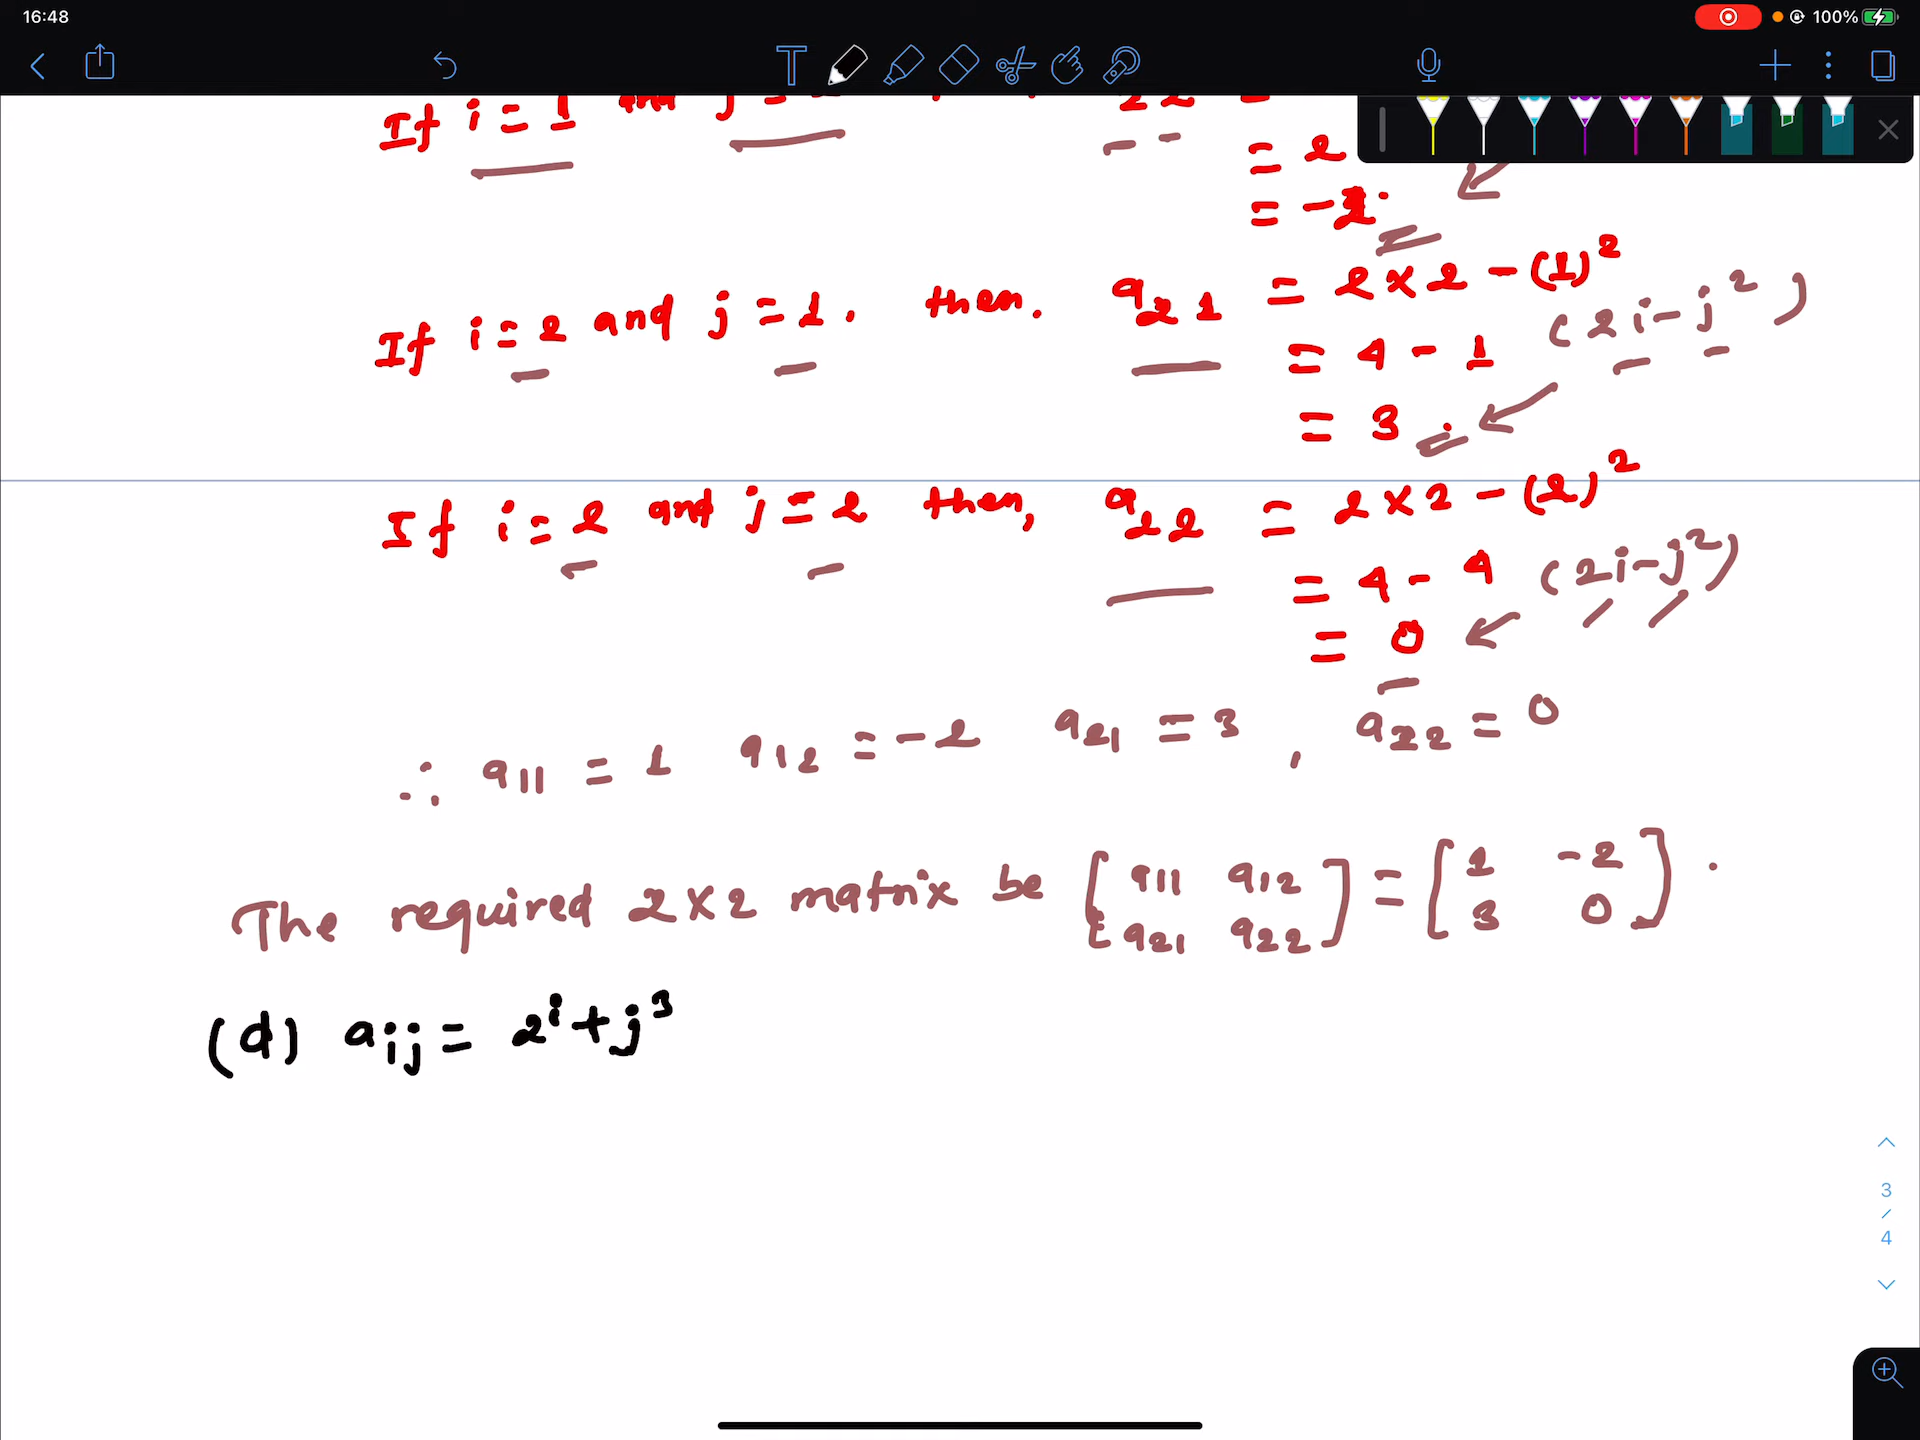 16:48
100%
If i = 1 and j =
= 2
= -2.
If i = 2 and j = 1. then. a21 = 2 x 2 - (1)²
= 4 - 1 (2i - j²)
= 3.
If i = 2 and j = 2 then, a22 = 2 x 2 - (2)²
= 4 - 4 (2i - j²)
= 0
∴ a11 = 1 a12 = -2 a21 = 3, a22 = 0
The required 2x2 matrix be [a11 a12 = [1 -2] .
a21 a22] 3 0
(d) aij = 2ⁱ + j³
3
/
4